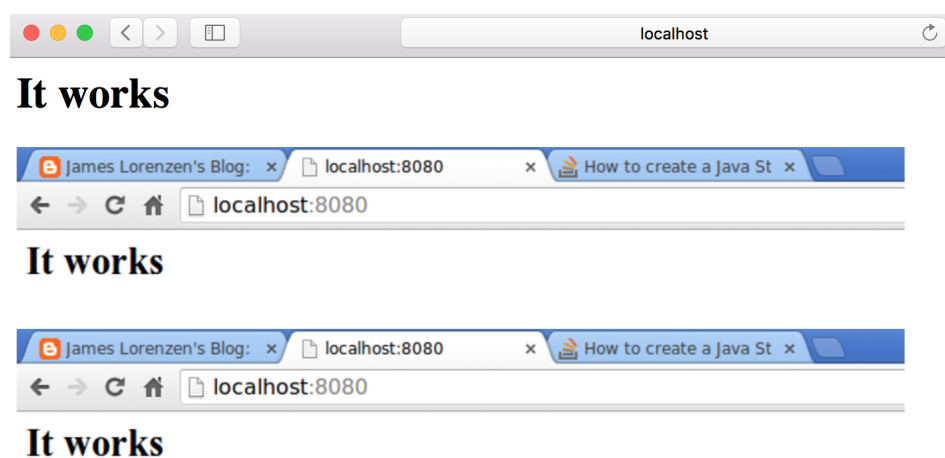 localhost
It works
James Lorenzen's Blog: localhost:8080 How to create a Java St
localhost:8080
It works
James Lorenzen's Blog: localhost:8080 How to create a Java St
localhost:8080
It works